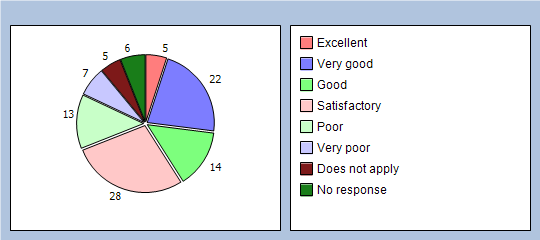 5
22
14
28
13
7
5
6
Excellent
Very good
Good
Satisfactory
Poor
Very poor
Does not apply
No response